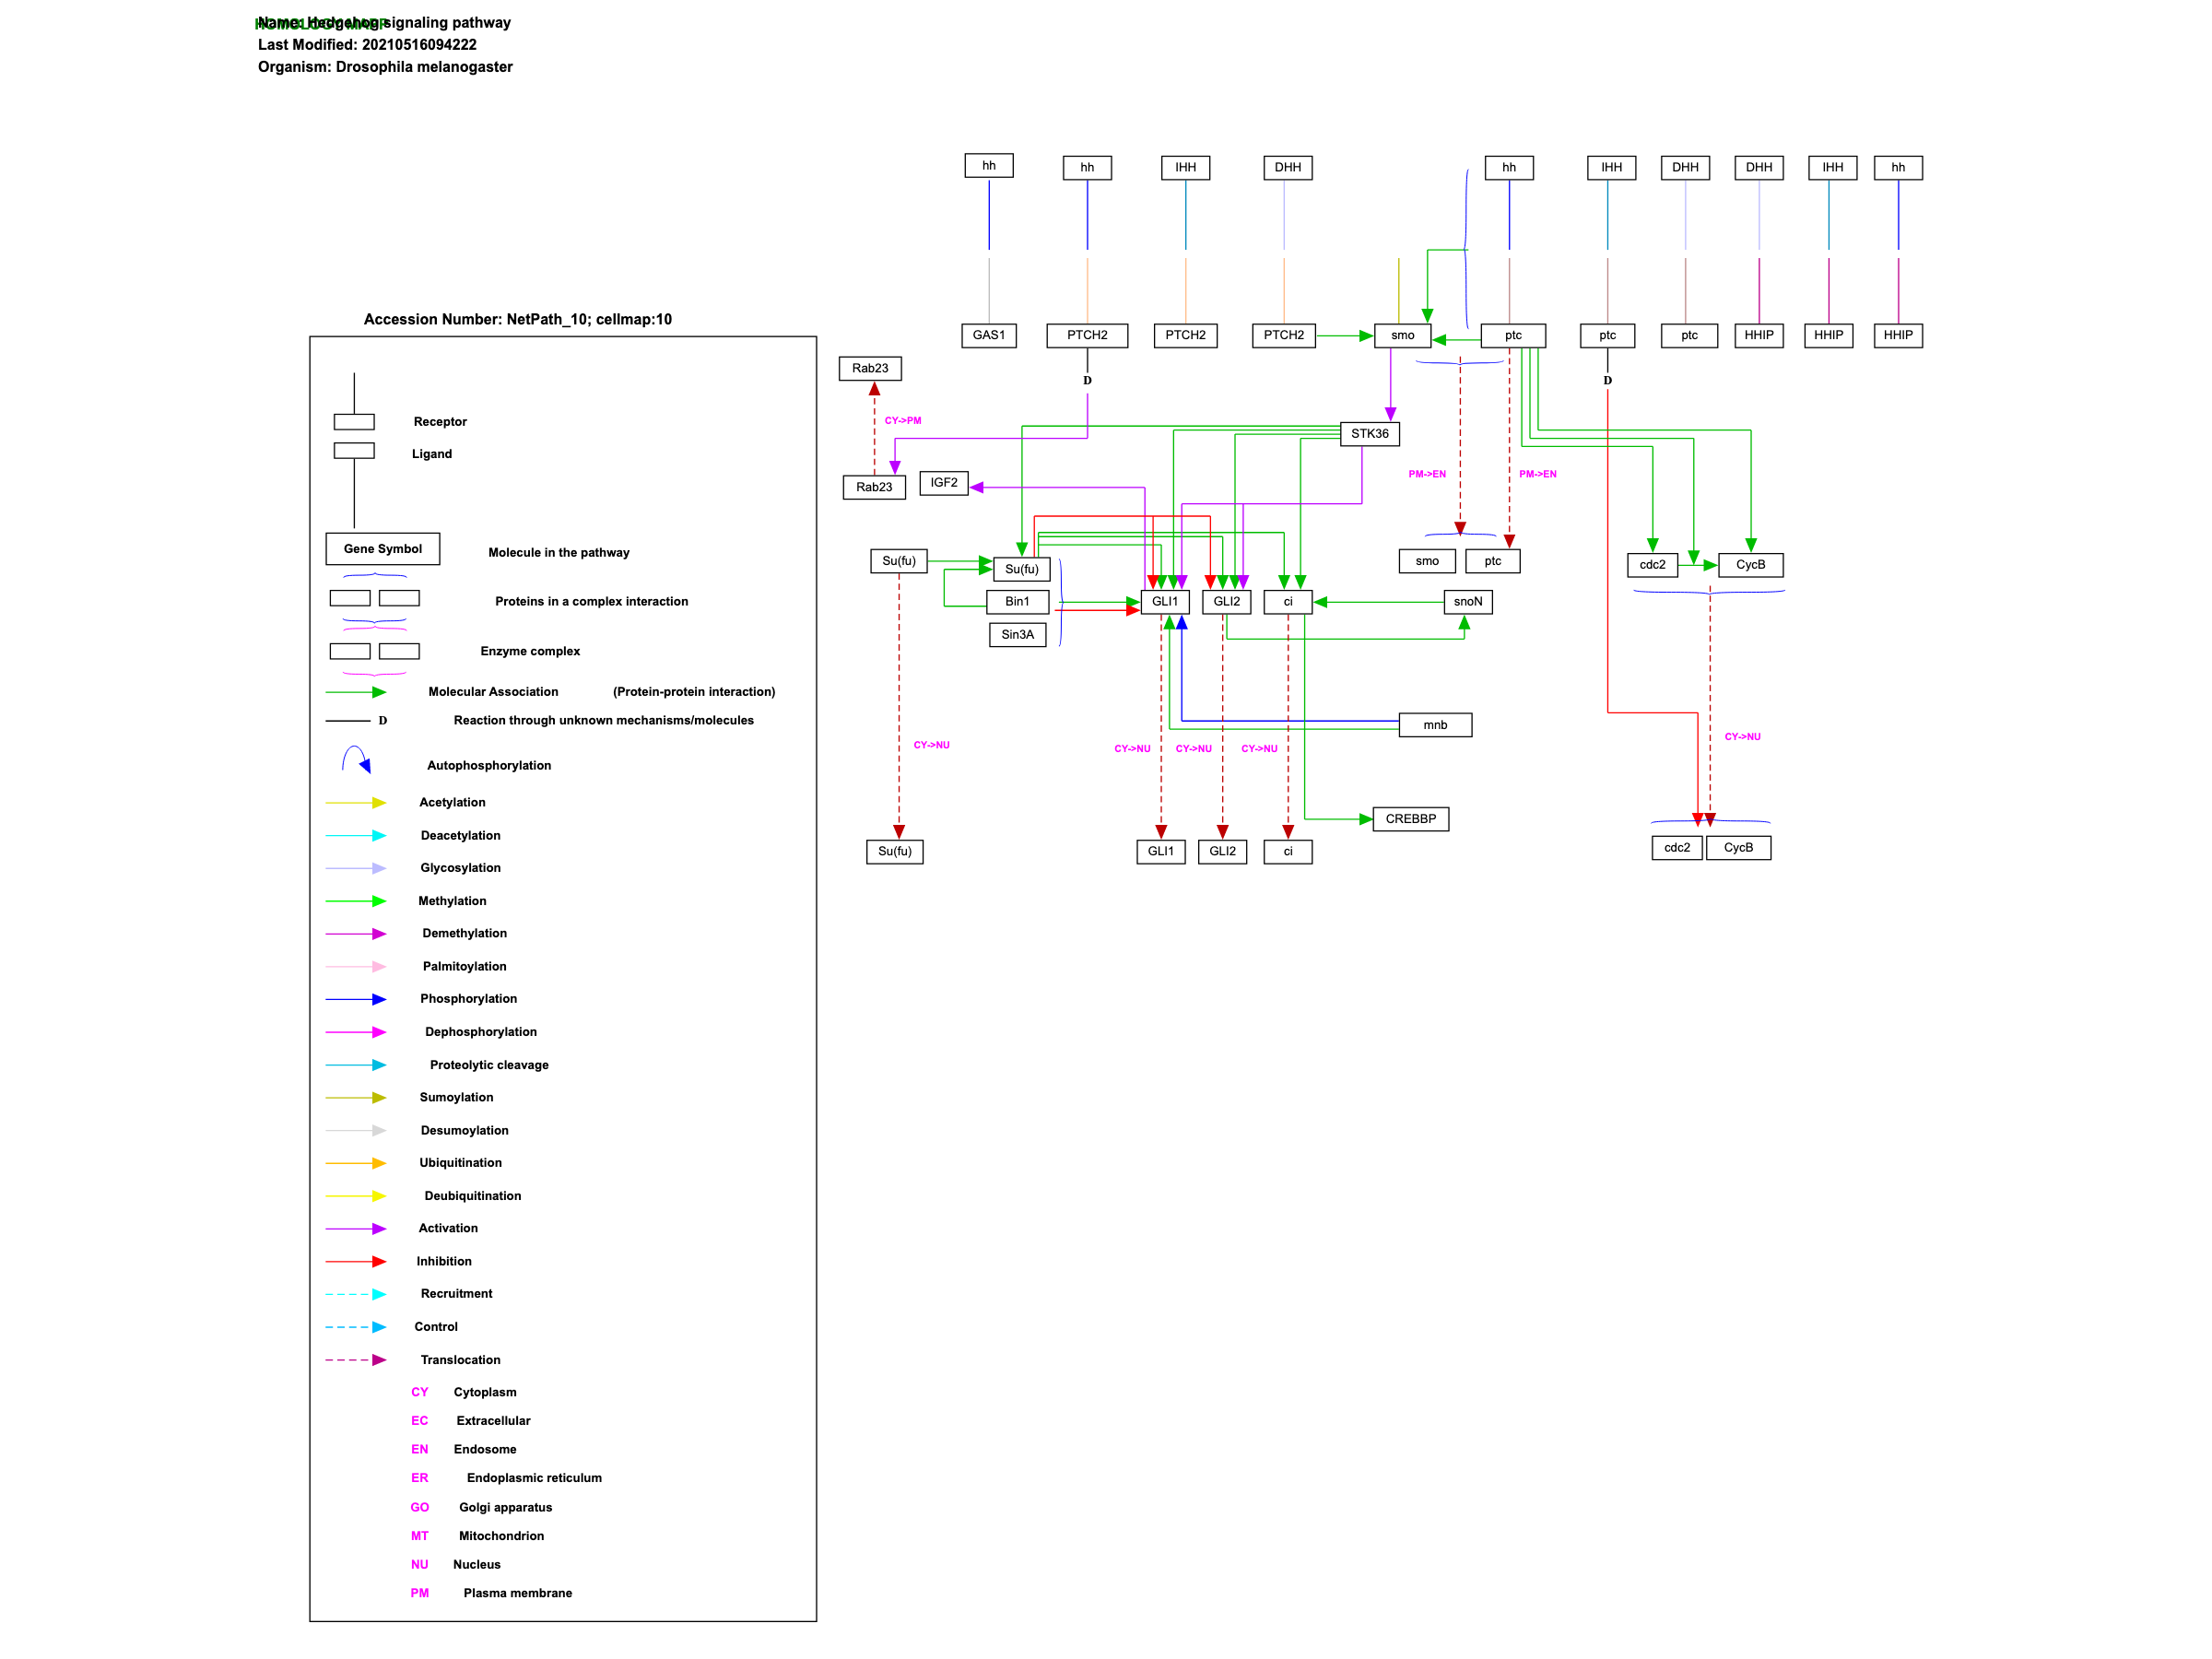 HOMOLOGY MAPP
Name: Hedgehog signaling pathway
Last Modified: 20210516094222
Organism: Drosophila melanogaster
hh
hh
IHH
DHH
hh
IHH
DHH
DHH
IHH
hh
GAS1
PTCH2
PTCH2
PTCH2
smo
ptc
ptc
ptc
HHIP
HHIP
HHIP
Rab23
D
D
CY->PM
STK36
Rab23
IGF2
PM->EN
PM->EN
Su(fu)
Su(fu)
smo
ptc
cdc2
CycB
Bin1
GLI1
GLI2
ci
snoN
Sin3A
mnb
CY->NU
CY->NU
CY->NU
CY->NU
CY->NU
CREBBP
Su(fu)
GLI1
GLI2
ci
cdc2
CycB
Accession Number: NetPath_10; cellmap:10
Receptor
Ligand
Gene Symbol
Molecule in the pathway
Proteins in a complex interaction
Enzyme complex
Molecular Association (Protein-protein interaction)
D Reaction through unknown mechanisms/molecules
Autophosphorylation
Acetylation
Deacetylation
Glycosylation
Methylation
Demethylation
Palmitoylation
Phosphorylation
Dephosphorylation
Proteolytic cleavage
Sumoylation
Desumoylation
Ubiquitination
Deubiquitination
Activation
Inhibition
Recruitment
Control
Translocation
CY Cytoplasm
EC Extracellular
EN Endosome
ER Endoplasmic reticulum
GO Golgi apparatus
MT Mitochondrion
NU Nucleus
PM Plasma membrane